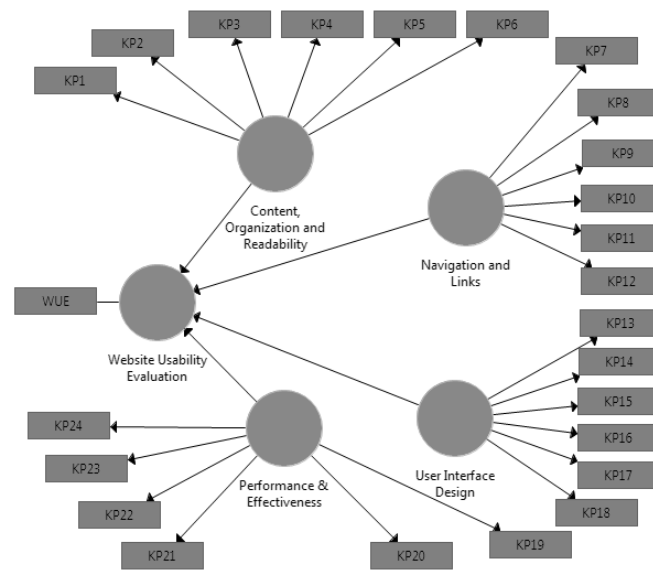 KP3
KP4
KP5
KP6
KP2
KP7
KP1
KP8
KP9
KP10
Content,
Organization and
Readability
KP11
Navigation and
Links
KP12
WUE
KP13
Website Usability
Evaluation
KP14
KP15
KP24
KP16
KP23
User Interface
Design
KP17
Performance &
Effectiveness
KP22
KP18
KP21
KP20
KP19